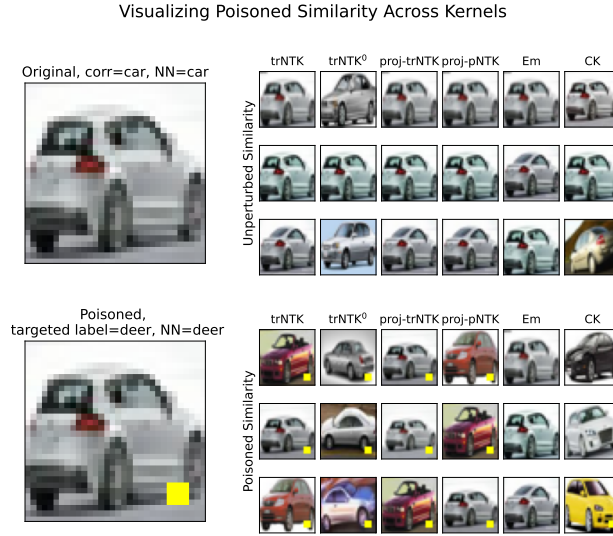 Visualizing Poisoned Similarity Across Kernels
Original, corr=car, NN=car
Unperturbed Similarity
trNTK trNTK⁰ proj-trNTK proj-pNTK Em CK
Poisoned,
targeted label=deer, NN=deer
Poisoned Similarity
trNTK trNTK⁰ proj-trNTK proj-pNTK Em CK